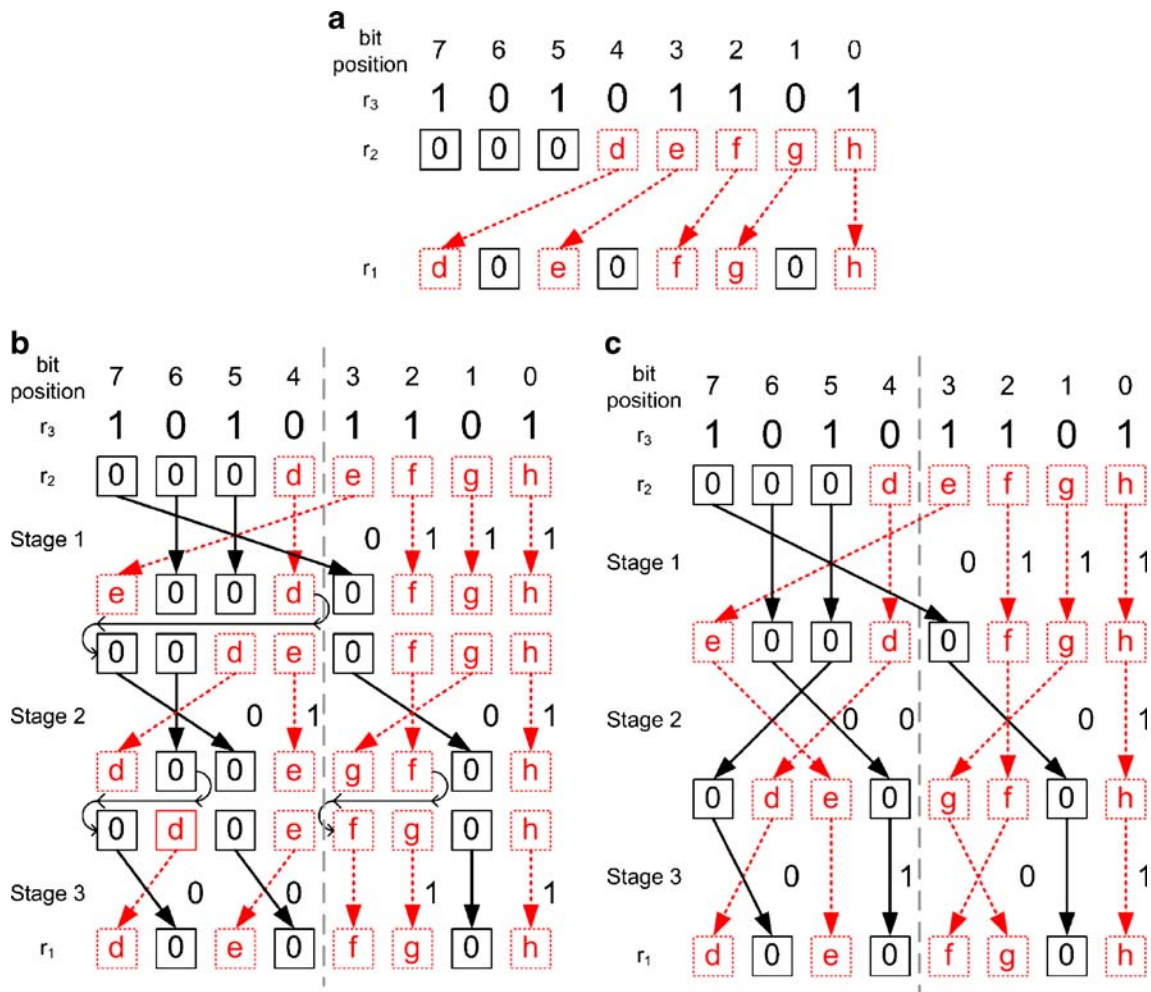 a
bit position 7 6 5 4 3 2 1 0
r3 1 0 1 0 1 1 0 1
r2 0 0 0 d e f g h
r1 d 0 e 0 f g 0 h
b
bit position 7 6 5 4 3 2 1 0
r3 1 0 1 0 1 1 0 1
r2 0 0 0 d e f g h
Stage 1 0 1 1 1
e 0 0 d 0 f g h
0 0 d e 0 f g h
Stage 2 0 1 0 1
d 0 0 e g f 0 h
0 d 0 e f g 0 h
Stage 3 0 0 1 1
r1 d 0 e 0 f g 0 h
c
bit position 7 6 5 4 3 2 1 0
r3 1 0 1 0 1 1 0 1
r2 0 0 0 d e f g h
Stage 1 0 1 1 1
e 0 0 d 0 f g h
Stage 2 0 0 0 1
0 d e 0 g f 0 h
Stage 3 0 1 0 1
r1 d 0 e 0 f g 0 h